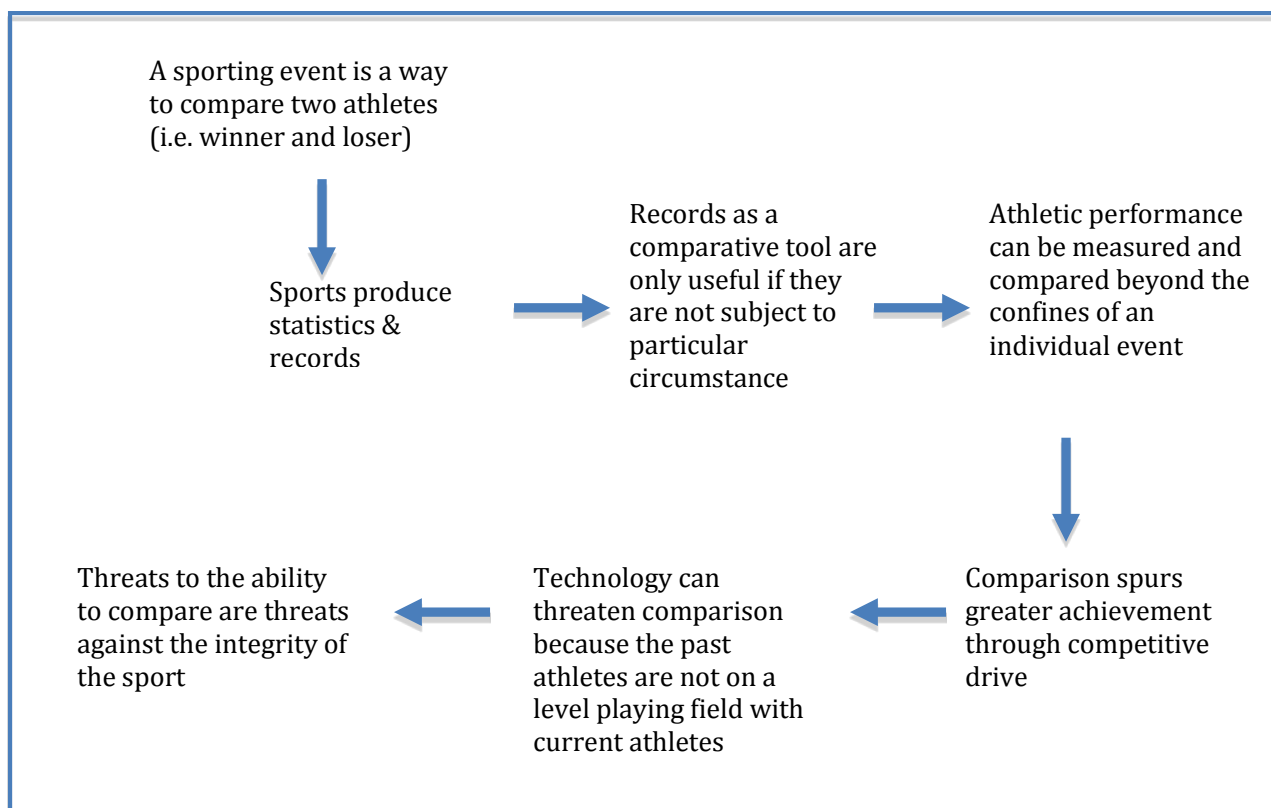 A sporting event is a way
to compare two athletes
(i.e. winner and loser)
Sports produce
statistics &
records
Records as a
comparative tool are
only useful if they
are not subject to
particular
circumstance
Athletic performance
can be measured and
compared beyond the
confines of an
individual event
Comparison spurs
greater achievement
through competitive
drive
Technology can
threaten comparison
because the past
athletes are not on a
level playing field with
current athletes
Threats to the ability
to compare are threats
against the integrity of
the sport